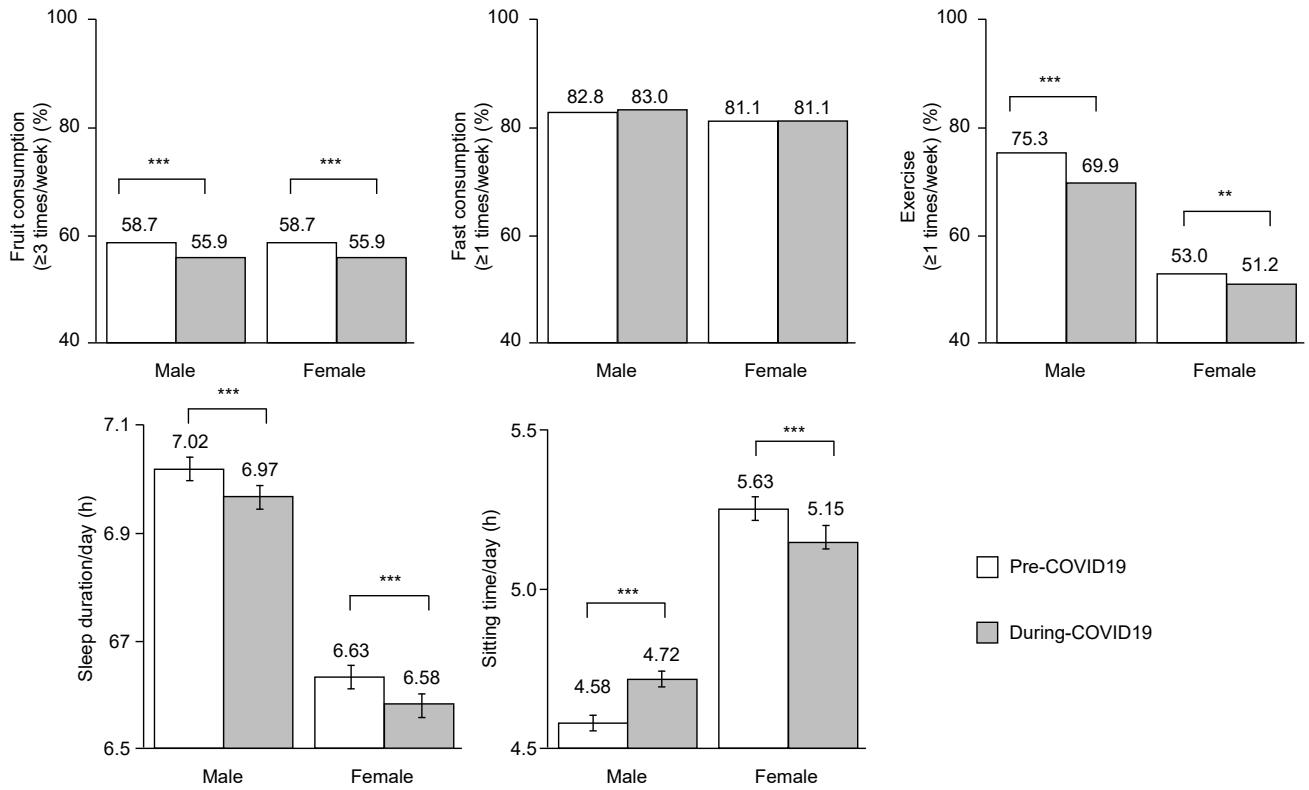 100
80
60
40
Fruit consumption
(≥3 times/week) (%)
***
***
58.7
55.9
58.7
55.9
Male
Female
100
80
60
40
Fast consumption
(≥1 times/week) (%)
82.8
83.0
81.1
81.1
Male
Female
100
80
60
40
Exercise
(≥1 times/week) (%)
***
**
75.3
69.9
53.0
51.2
Male
Female
7.1
6.9
67
6.5
Sleep duration/day (h)
***
***
7.02
6.97
6.63
6.58
Male
Female
5.5
5.0
4.5
Sitting time/day (h)
***
***
4.58
4.72
5.63
5.15
Male
Female
Pre-COVID19
During-COVID19